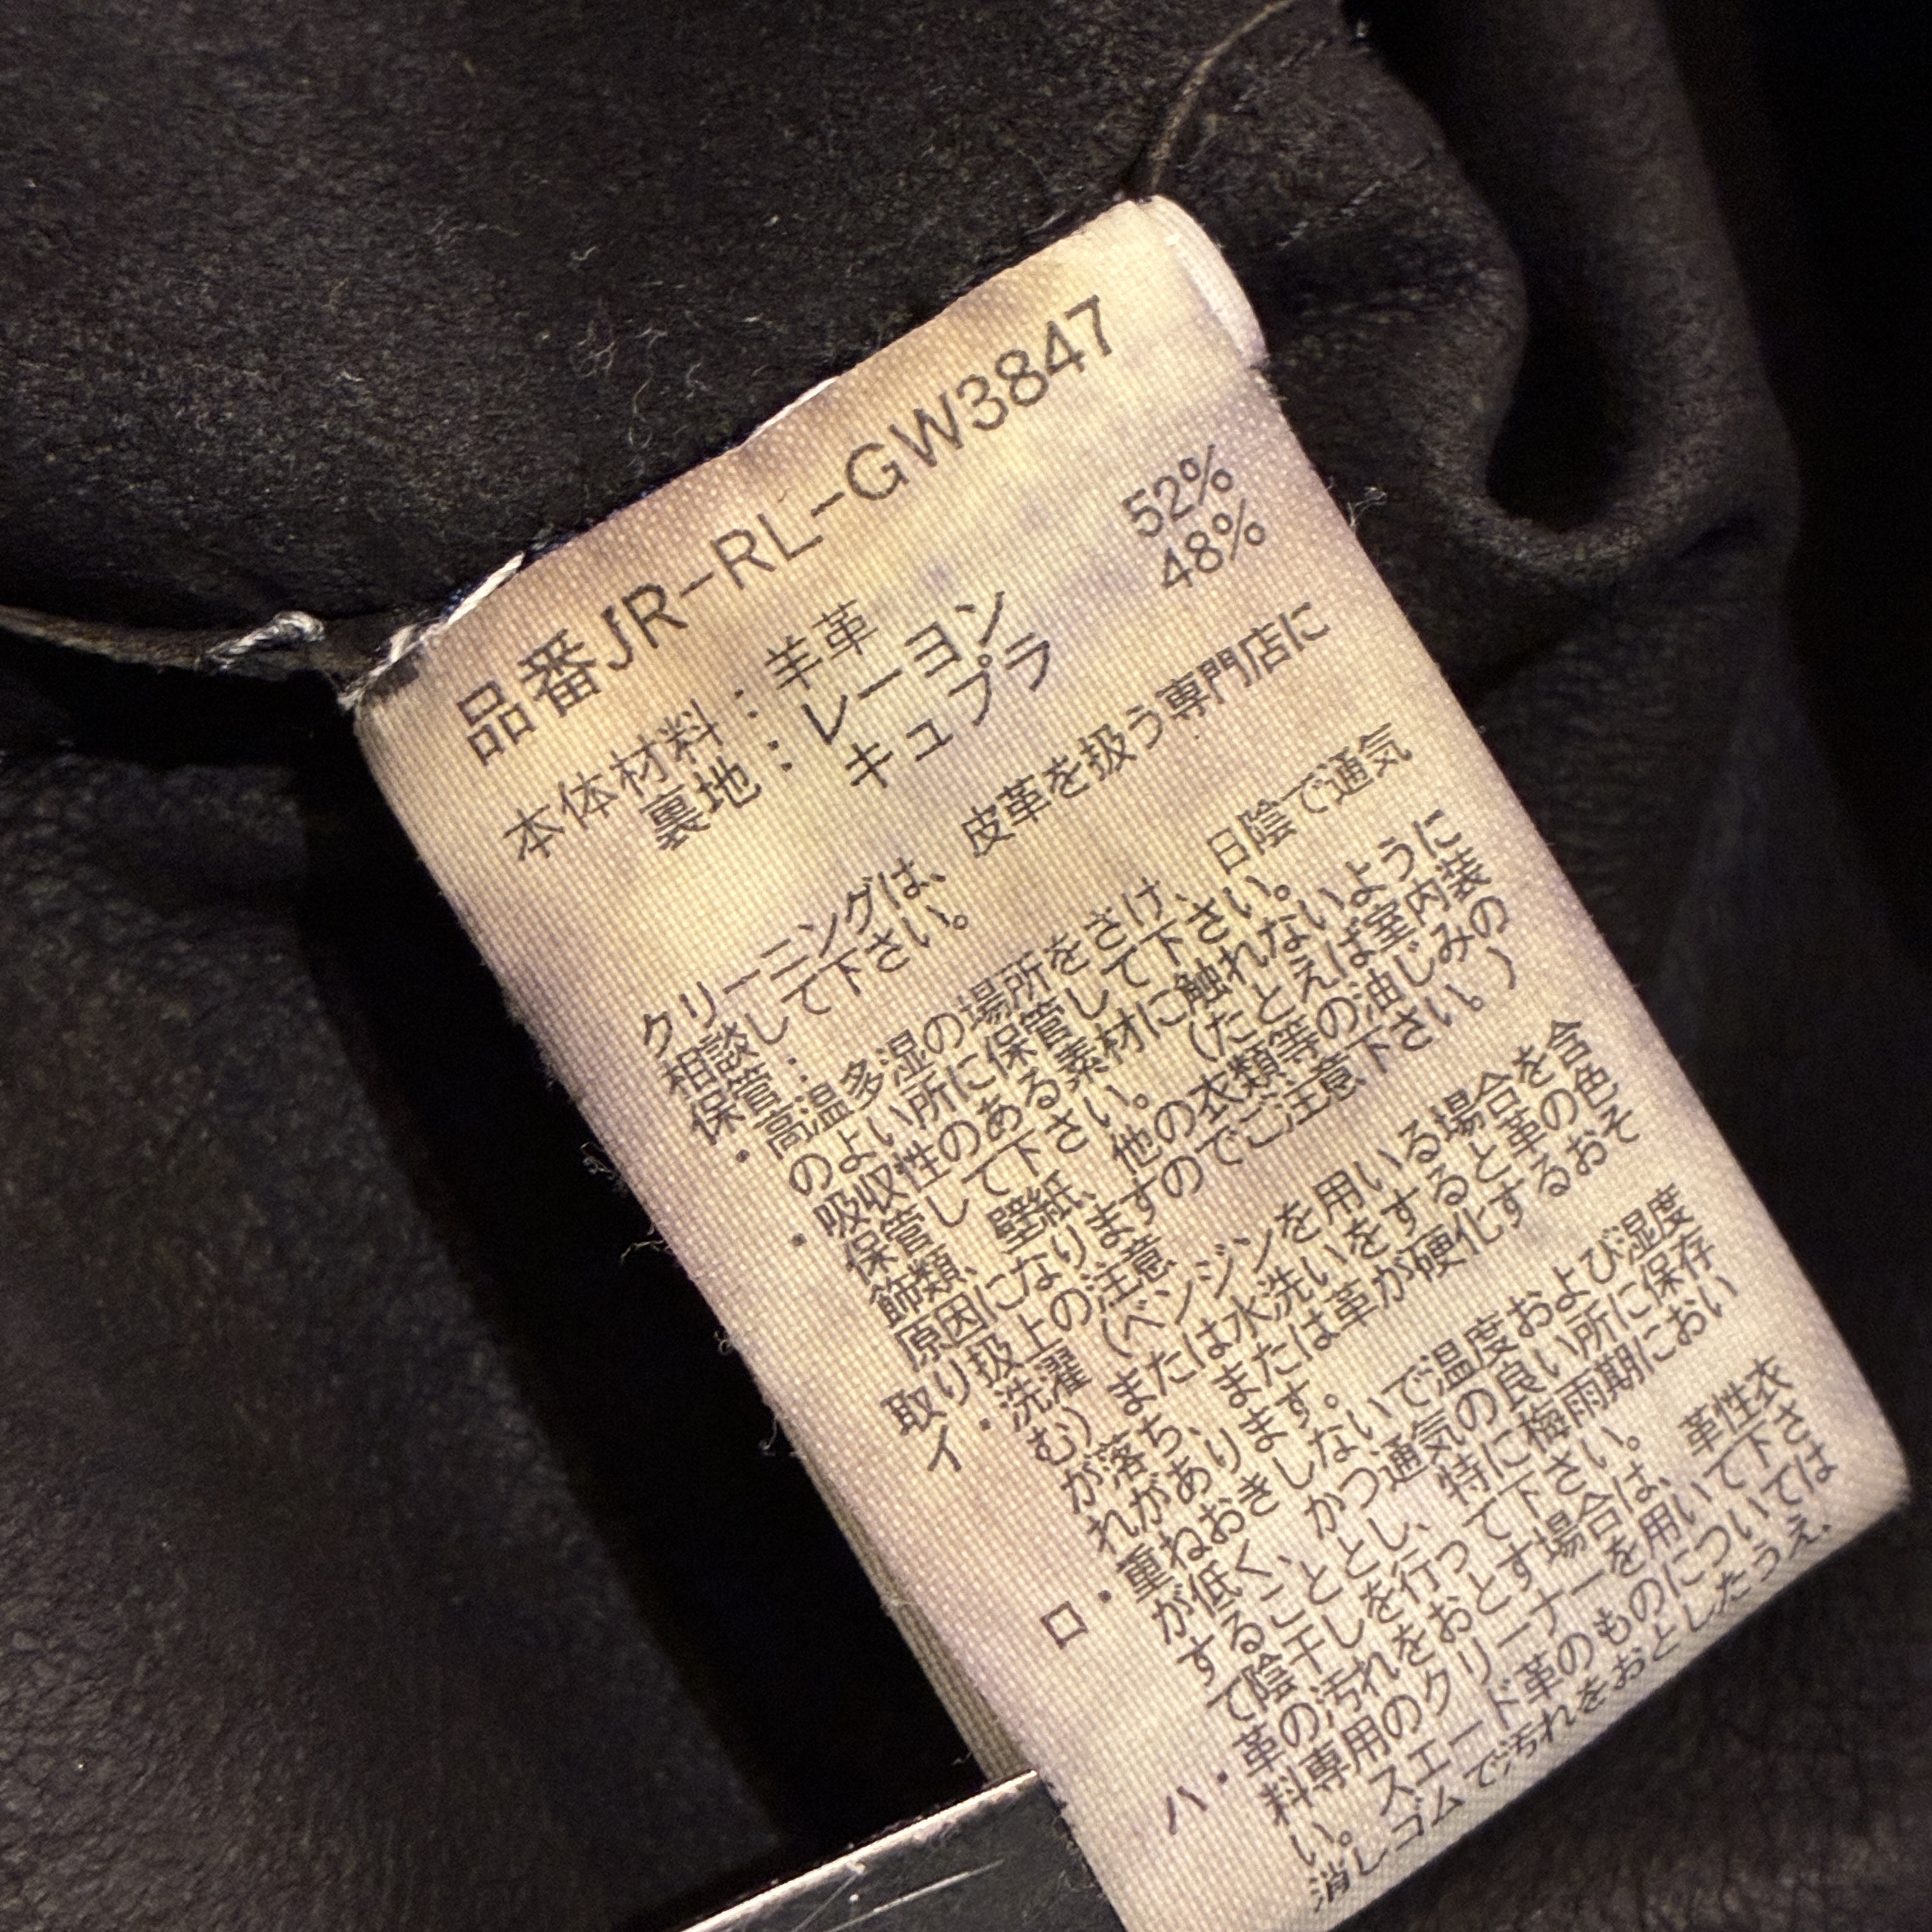 品番JR-RL-GW3847
本体材料：羊革
裏地：レーヨン 52%
キュプラ 48%
クリーニングは、皮革を扱う専門店に
相談して下さい。
保管：
・高温多湿の場所をさけ、日陰で通気
のよい所に保管して下さい。
・吸収性のある素材に触れないように
保管して下さい。（たとえば室内装
飾類、壁紙、他の衣類等の油じみの
原因になりますのでご注意下さい。）
取り扱上の注意
イ・洗濯（ベンジンを用いる場合を含
む）または水洗いをすると革の色
が落ち、または革が硬化するおそ
れがあります。
ロ・重ねおきしないで温度および湿度
が低く、かつ通気の良い所に保存
することとし、特に梅雨期におい
て陰干しを行って下さい。
ハ・革の汚れをおとす場合は、革性衣
料専用のクリーナーを用いて下さ
い。スエード革のものについては
消しゴムで汚れをおとしたうえ、